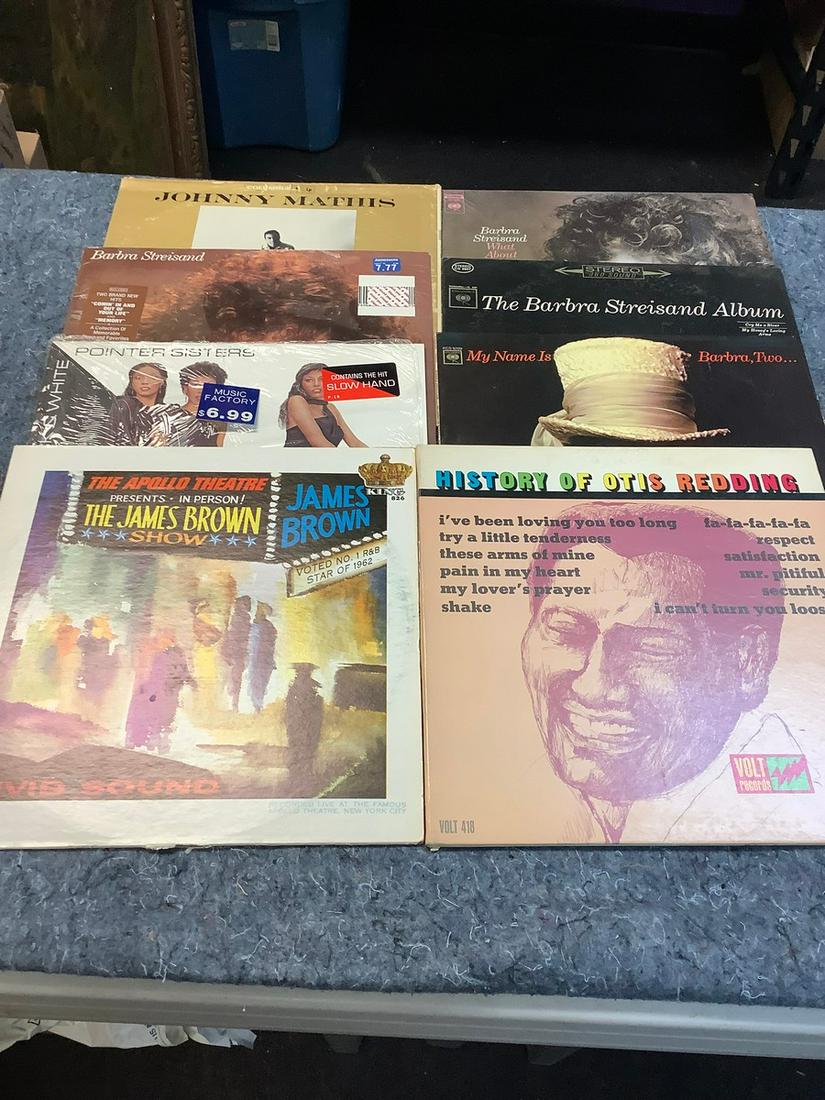 JOHNNY MATHIS
Barbra
Streisand
What
About
Barbra Streisand
7.77
INCLUDES
TWO BRAND NEW
HITS
"COMIN' IN AND
OUT OF
YOUR LIFE"
"MEMORY"
A Collection Of
Memorable
Favorites
STEREO
360 SOUND
The Barbra Streisand Album
Cry Me a River
My Honey's Loving
Arms
POINTER SISTERS
WHITE
MUSIC
FACTORY
$6.99
CONTAINS THE HIT
SLOW HAND
My Name Is
Barbra, Two...
THE APOLLO THEATRE
PRESENTS • IN PERSON!
THE JAMES BROWN
SHOW
JAMES
BROWN
KING
826
VOTED NO. 1 R&B
STAR OF 1962
VIVID SOUND
RECORDED LIVE AT THE FAMOUS
APOLLO THEATRE, NEW YORK CITY
HISTORY OF OTIS REDDING
i've been loving you too long
try a little tenderness
these arms of mine
pain in my heart
my lover's prayer
shake
fa-fa-fa-fa-fa
respect
satisfaction
mr. pitiful
security
i can't turn you loos
VOLT
records
VOLT 418